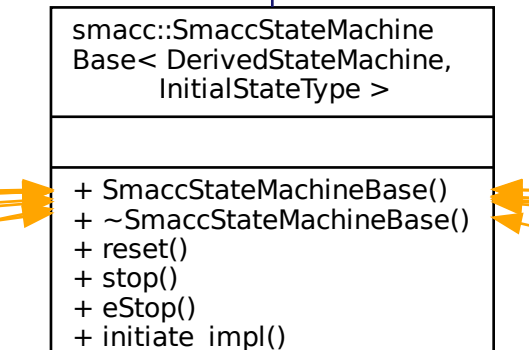 smacc::SmaccStateMachine
Base< DerivedStateMachine,
InitialStateType >
+ SmaccStateMachineBase()
+ ~SmaccStateMachineBase()
+ reset()
+ stop()
+ eStop()
+ initiate_impl()